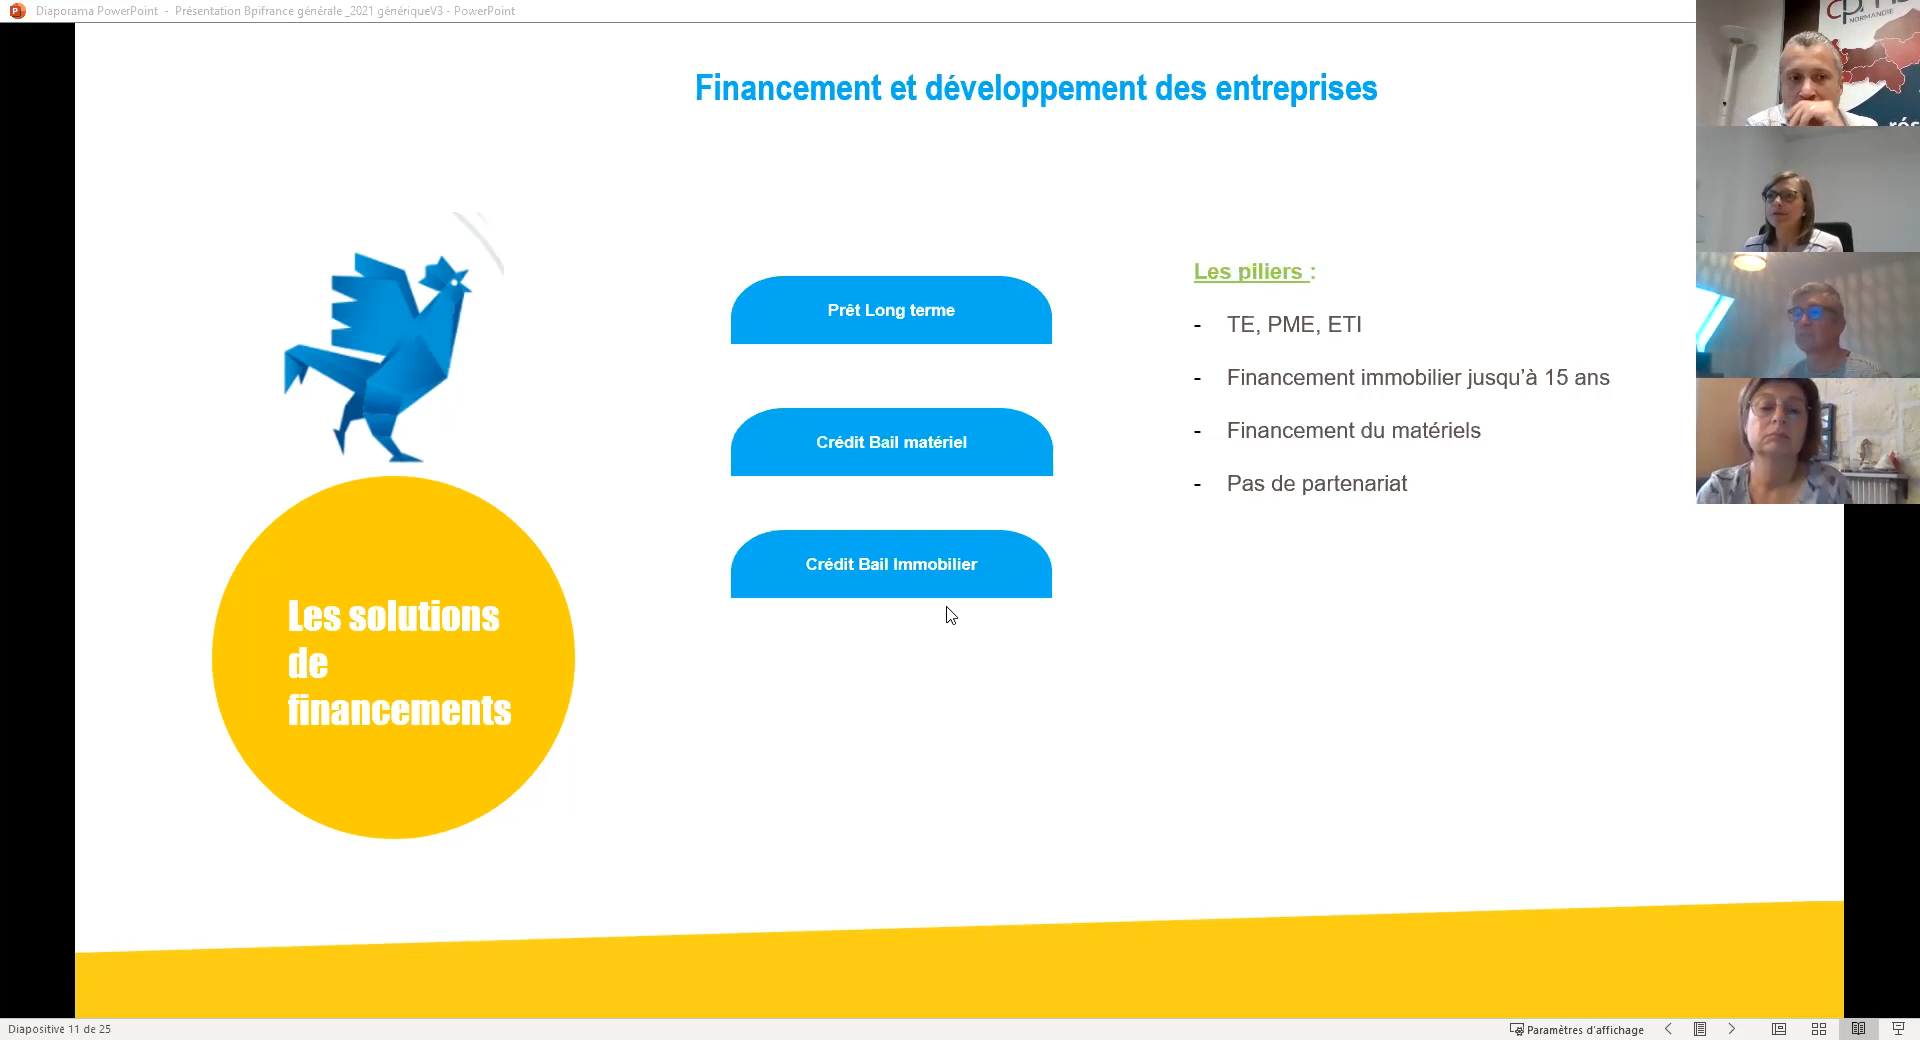 Diaporama PowerPoint - Présentation Bpifrance générale _2021 génériqueV3 - PowerPoint
Financement et développement des entreprises
Prêt Long terme
Crédit Bail matériel
Crédit Bail Immobilier
Les piliers :
- TE, PME, ETI
- Financement immobilier jusqu’à 15 ans
- Financement du matériels
- Pas de partenariat
Les solutions
de
financements
NORMANDIE
Diapositive 11 de 25
Paramètres d'affichage